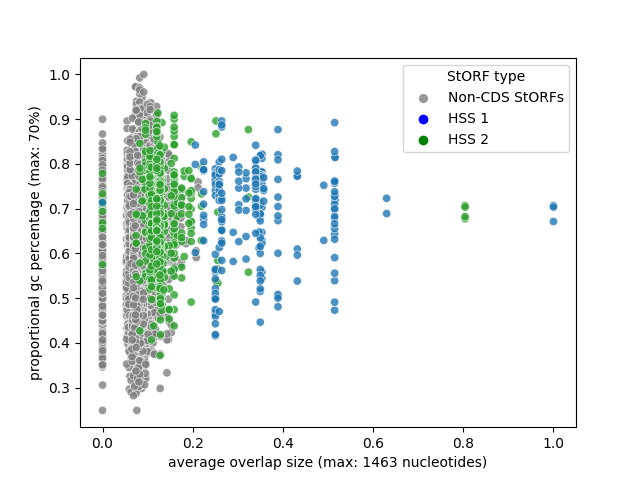 StORF type
Non-CDS StORFs
HSS 1
HSS 2
1.0
0.9
0.8
0.7
0.6
0.5
0.4
0.3
proportional gc percentage (max: 70%)
0.0 0.2 0.4 0.6 0.8 1.0
average overlap size (max: 1463 nucleotides)